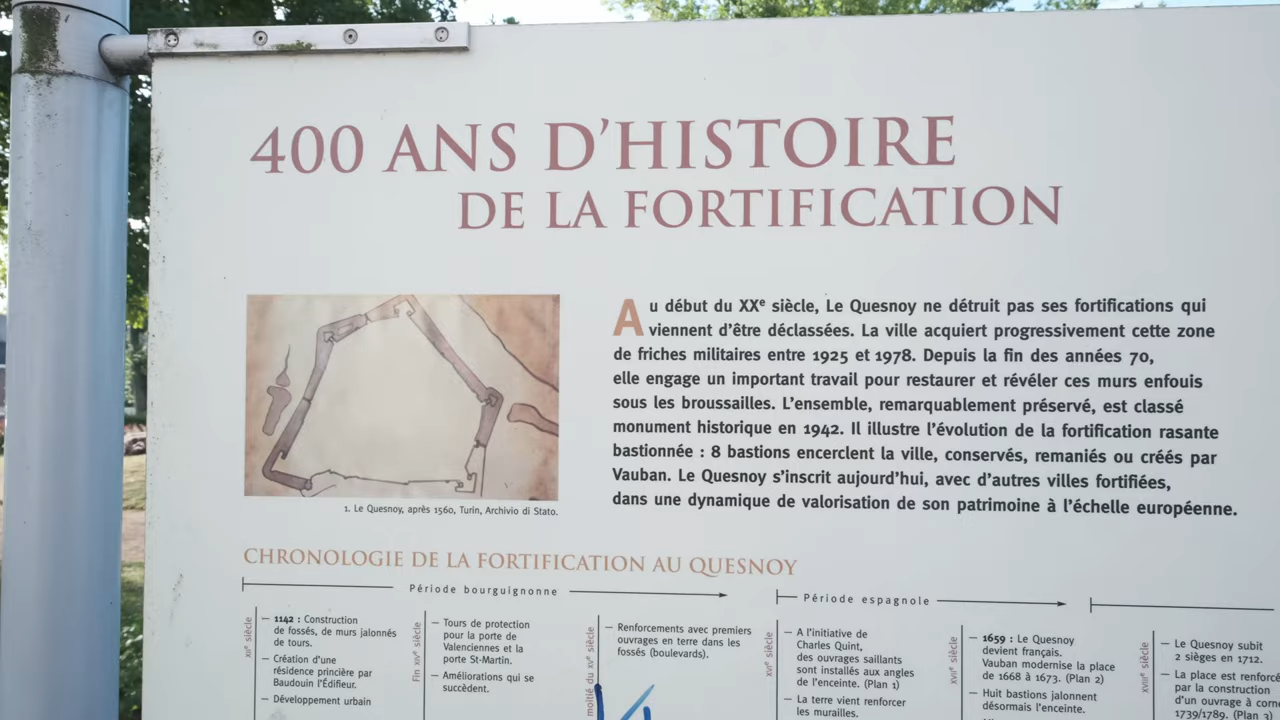 400 ANS D'HISTOIRE
DE LA FORTIFICATION
Au début du XXe siècle, Le Quesnoy ne détruit pas ses fortifications qui
viennent d'être déclassées. La ville acquiert progressivement cette zone
de friches militaires entre 1925 et 1978. Depuis la fin des années 70,
elle engage un important travail pour restaurer et révéler ces murs enfouis
sous les broussailles. L'ensemble, remarquablement préservé, est classé
monument historique en 1942. Il illustre l'évolution de la fortification rasante
bastionnée : 8 bastions encerclent la ville, conservés, remaniés ou créés par
Vauban. Le Quesnoy s'inscrit aujourd'hui, avec d'autres villes fortifiées,
dans une dynamique de valorisation de son patrimoine à l'échelle européenne.
1. Le Quesnoy, après 1560, Turin, Archivio di Stato.
CHRONOLOGIE DE LA FORTIFICATION AU QUESNOY
Période bourguignonne
Période espagnole
XIIe siècle
— 1142 : Construction
de fossés, de murs jalonnés
de tours.
— Création d'une
résidence princière par
Baudouin l'Édifieur.
— Développement urbain
Fin XIVe siècle
— Tours de protection
pour la porte de
Valenciennes et la
porte St-Martin.
— Améliorations qui se
succèdent.
moitié du XVe siècle
— Renforcements avec premiers
ouvrages en terre dans les
fossés (boulevards).
XVIe siècle
— A l'initiative de
Charles Quint,
des ouvrages saillants
sont installés aux angles
de l'enceinte. (Plan 1)
— La terre vient renforcer
les murailles.
XVIIe siècle
— 1659 : Le Quesnoy
devient français.
Vauban modernise la place
de 1668 à 1673. (Plan 2)
— Huit bastions jalonnent
désormais l'enceinte.
XVIIIe siècle
— Le Quesnoy subit
2 sièges en 1712.
— La place est renforcé
par la construction
d'un ouvrage à corne
1739/1789. (Plan 3)